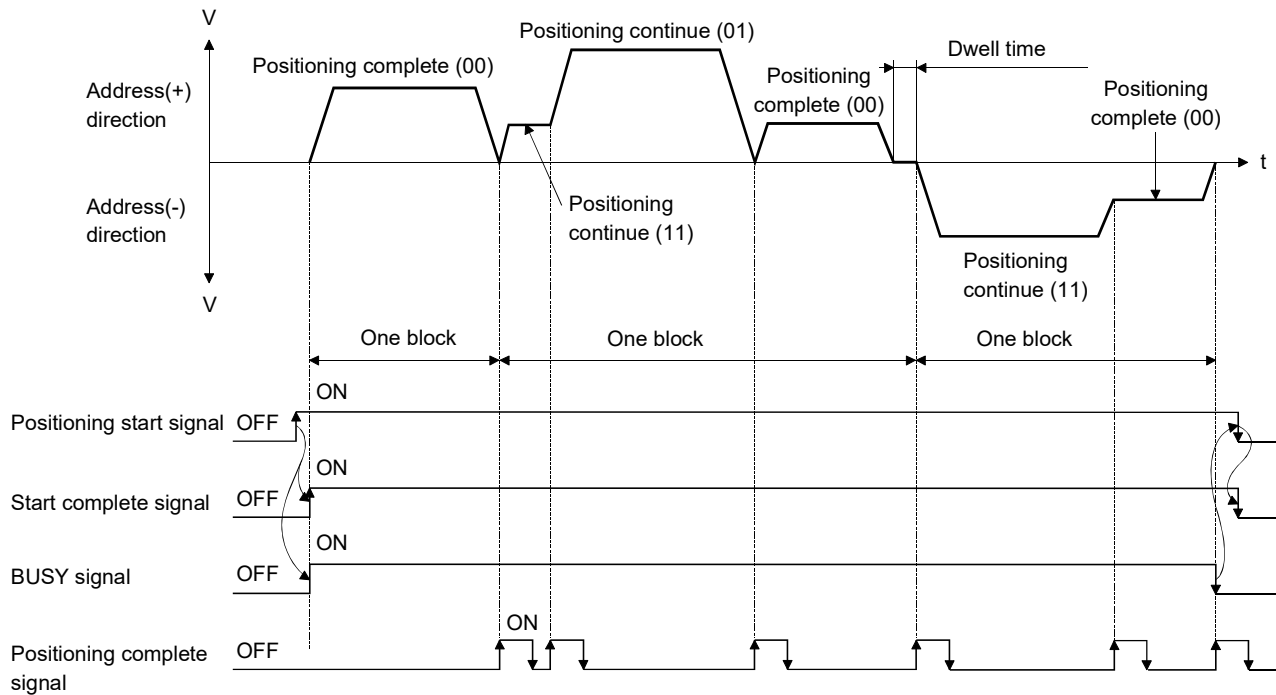 V
Positioning continue (01)
Dwell time
Positioning complete (00)
Positioning
complete (00)
Address(+)
direction
Positioning
complete (00)
t
Address(-)
direction
Positioning
continue (11)
Positioning
continue (11)
V
One block
One block
One block
ON
Positioning start signal
OFF
ON
Start complete signal
OFF
ON
BUSY signal
OFF
ON
Positioning complete
signal
OFF